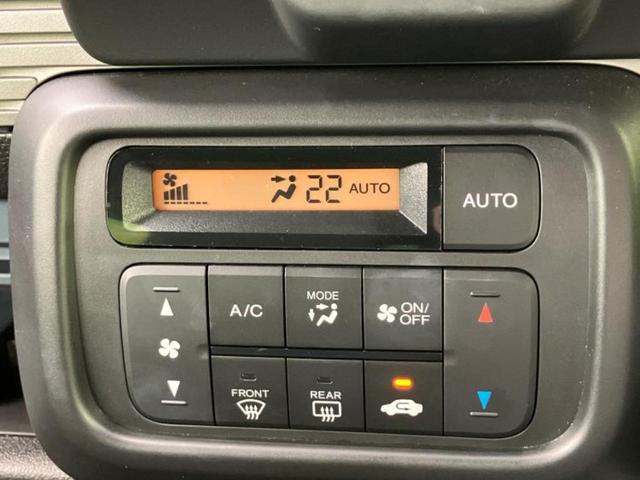 22 AUTO
AUTO
A/C
MODE
ON/
OFF
FRONT
REAR